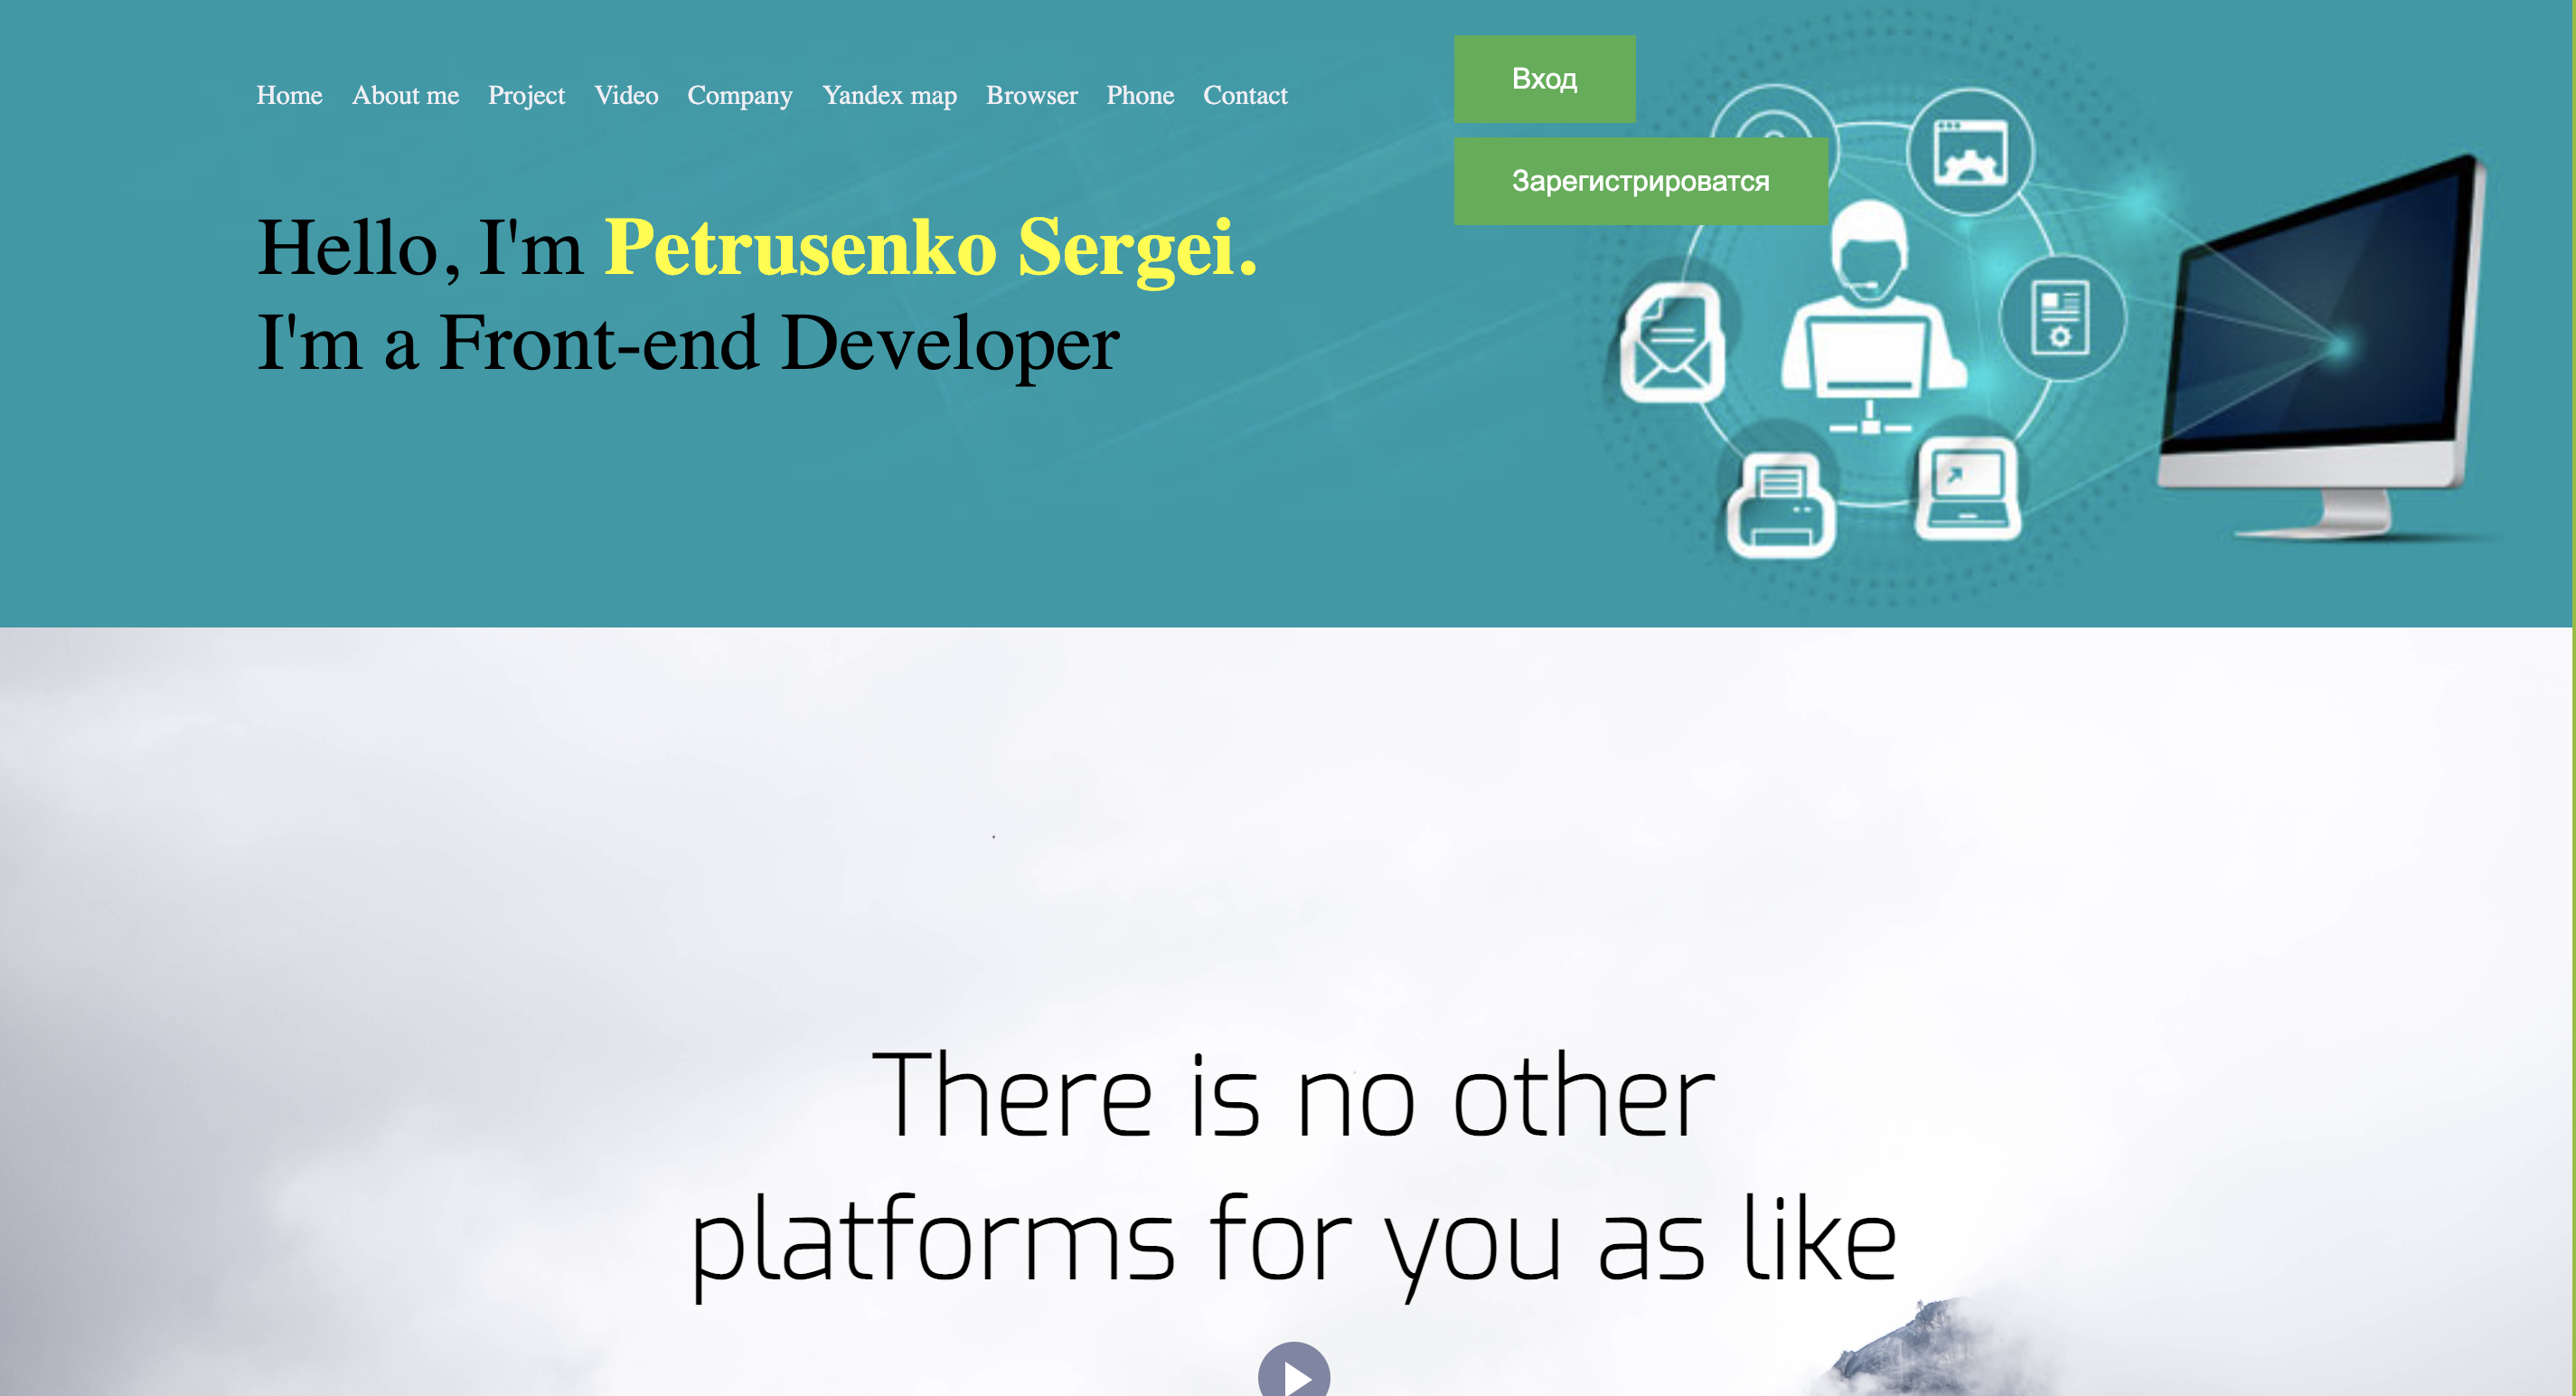 Home About me Project Video Company Yandex map Browser Phone Contact
Вход
Зарегистрироватся
Hello, I'm Petrusenko Sergei.
I'm a Front-end Developer
There is no other
platforms for you as like